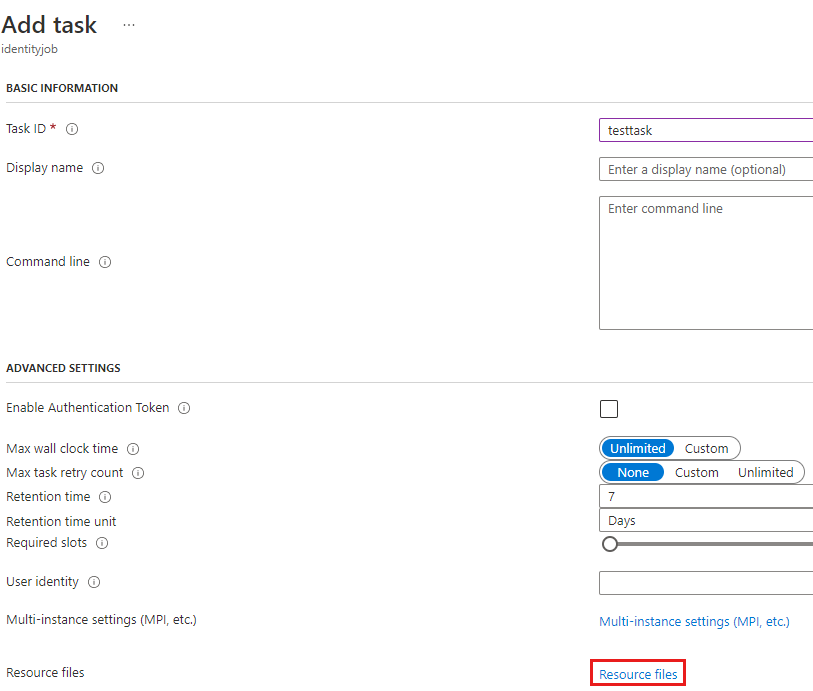 Add task ...
identityjob
BASIC INFORMATION
Task ID *
testtask
Display name
Enter a display name (optional)
Command line
Enter command line
ADVANCED SETTINGS
Enable Authentication Token
Max wall clock time
Unlimited Custom
Max task retry count
None Custom Unlimited
Retention time
7
Retention time unit
Days
Required slots
User identity
Multi-instance settings (MPI, etc.)
Multi-instance settings (MPI, etc.)
Resource files
Resource files